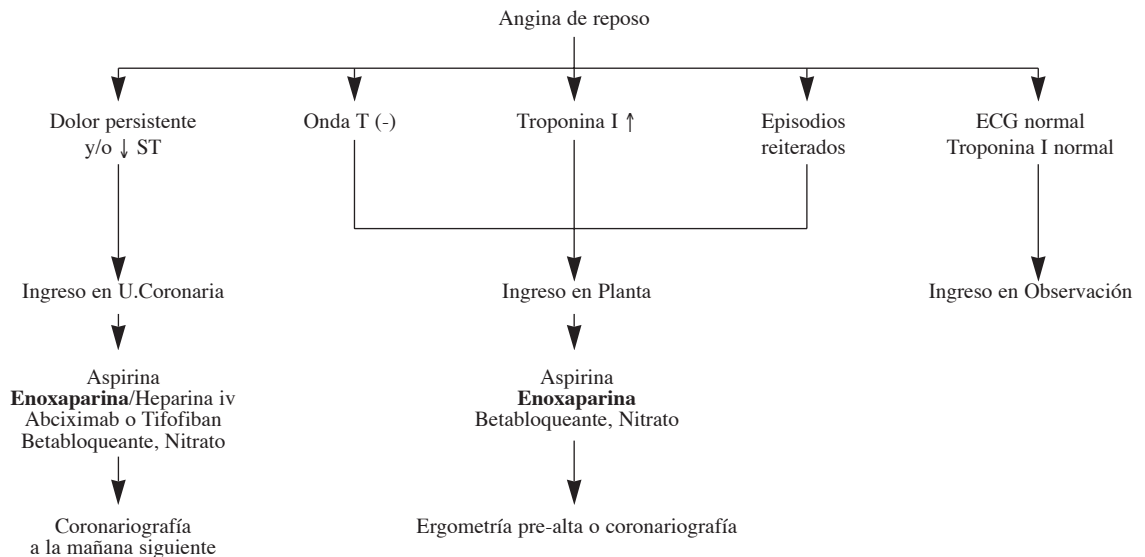 Angina de reposo
Dolor persistente
y/o ↓ ST
Onda T (-)
Troponina I ↑
Episodios
reiterados
ECG normal
Troponina I normal
Ingreso en U.Coronaria
Ingreso en Planta
Ingreso en Observación
Aspirina
Enoxaparina/Heparina iv
Abciximab o Tifofiban
Betabloqueante, Nitrato
Aspirina
Enoxaparina
Betabloqueante, Nitrato
Coronariografía
a la mañana siguiente
Ergometría pre-alta o coronariografía